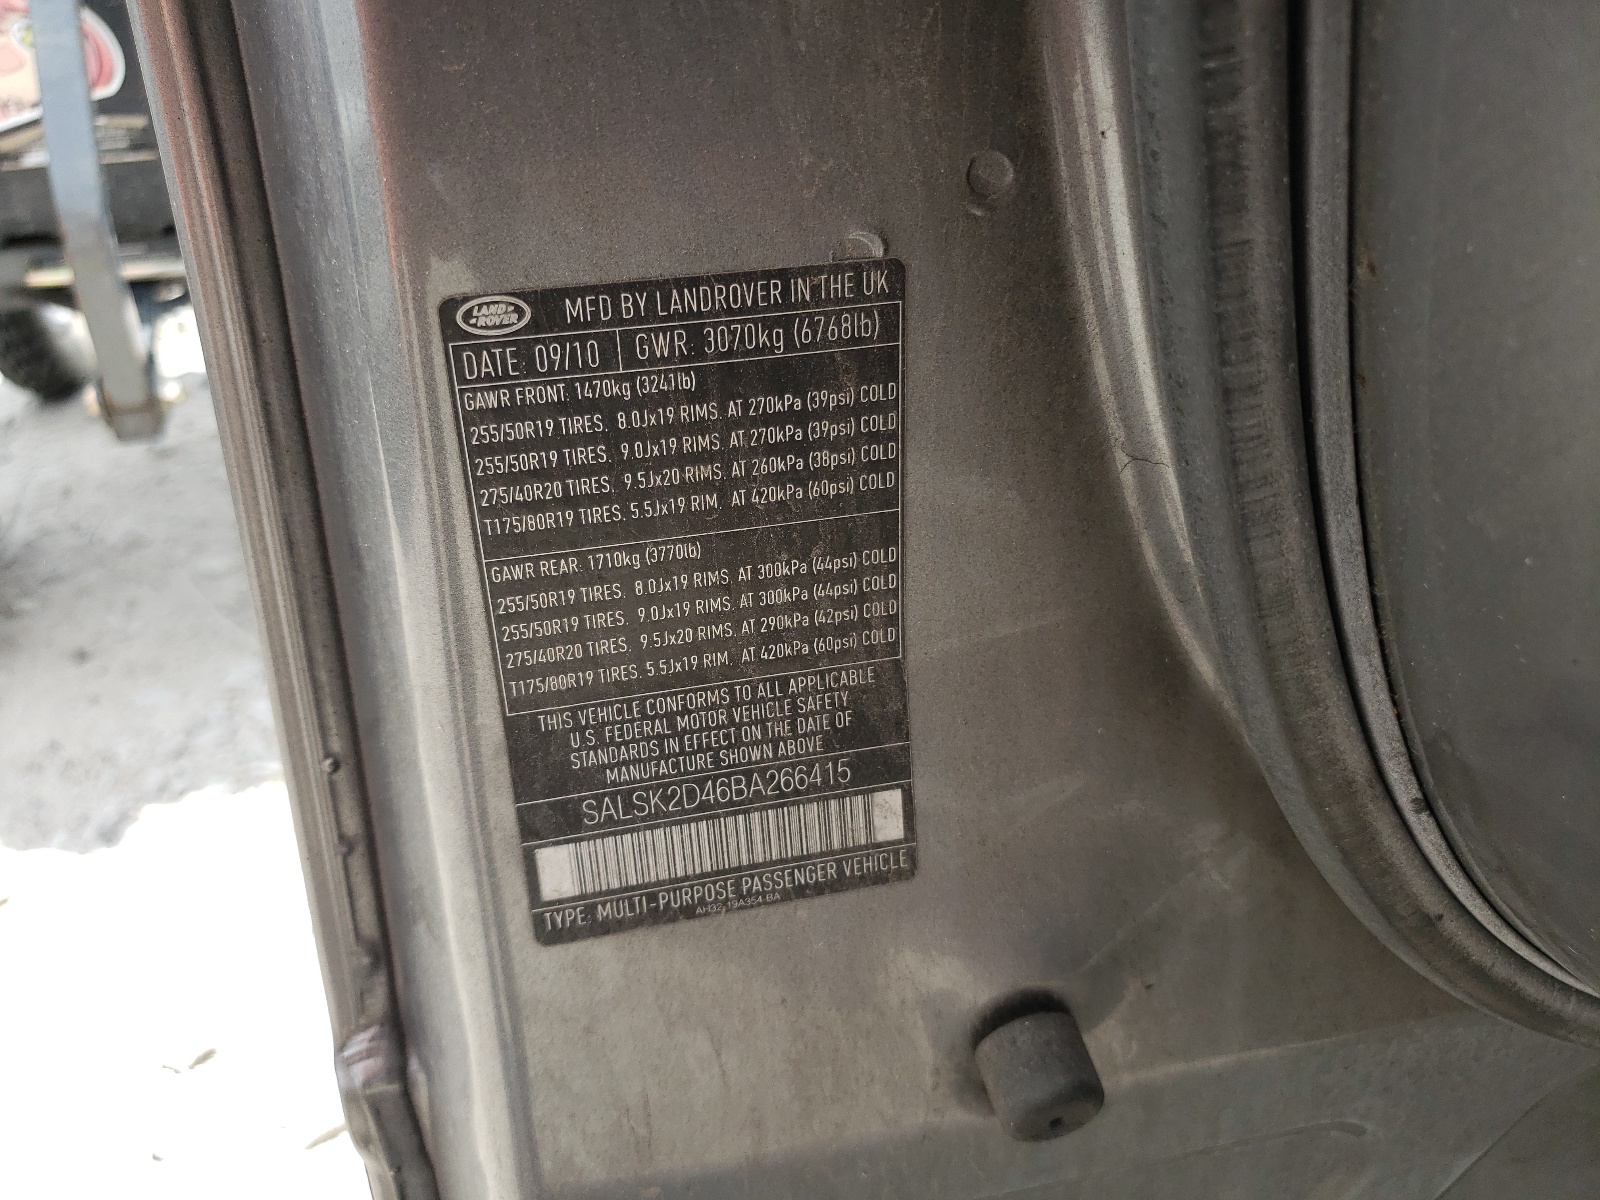 LAND ROVER
MFD BY LANDROVER IN THE UK
DATE: 09/10 | GWR: 3070kg (6768lb)
GAWR FRONT: 1470kg (3241lb)
255/50R19 TIRES. 8.0Jx19 RIMS. AT 270kPa (39psi) COLD
255/50R19 TIRES. 9.0Jx19 RIMS. AT 270kPa (39psi) COLD
275/40R20 TIRES. 9.5Jx20 RIMS. AT 260kPa (38psi) COLD
T175/80R19 TIRES. 5.5Jx19 RIM. AT 420kPa (60psi) COLD
GAWR REAR: 1710kg (3770lb)
255/50R19 TIRES. 8.0Jx19 RIMS. AT 300kPa (44psi) COLD
255/50R19 TIRES. 9.0Jx19 RIMS. AT 300kPa (44psi) COLD
275/40R20 TIRES. 9.5Jx20 RIMS. AT 290kPa (42psi) COLD
T175/80R19 TIRES. 5.5Jx19 RIM. AT 420kPa (60psi) COLD
THIS VEHICLE CONFORMS TO ALL APPLICABLE
U.S. FEDERAL MOTOR VEHICLE SAFETY
STANDARDS IN EFFECT ON THE DATE OF
MANUFACTURE SHOWN ABOVE
SALSK2D46BA266415
TYPE: MULTI-PURPOSE PASSENGER VEHICLE
AH32 19A354 BA